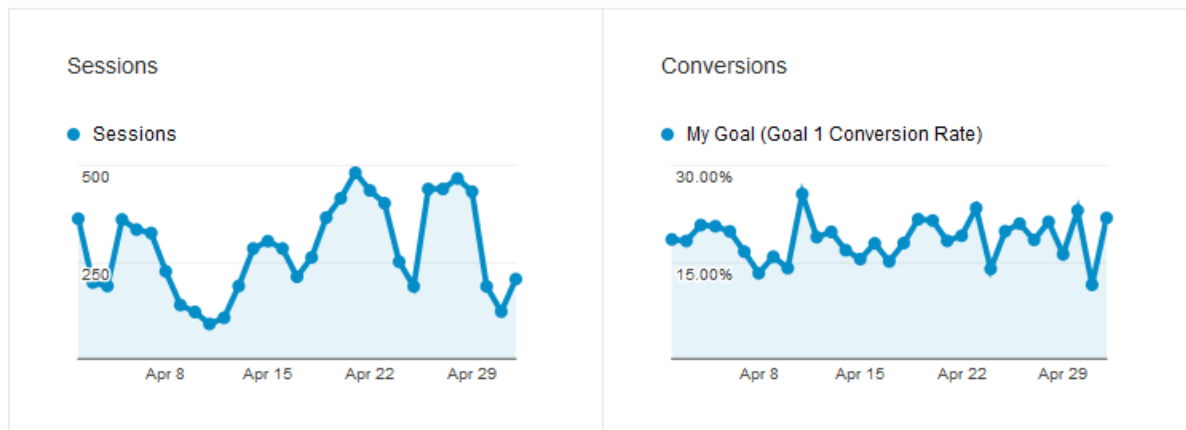 Sessions
Sessions
500
250
Apr 8 Apr 15 Apr 22 Apr 29
Conversions
My Goal (Goal 1 Conversion Rate)
30.00%
15.00%
Apr 8 Apr 15 Apr 22 Apr 29